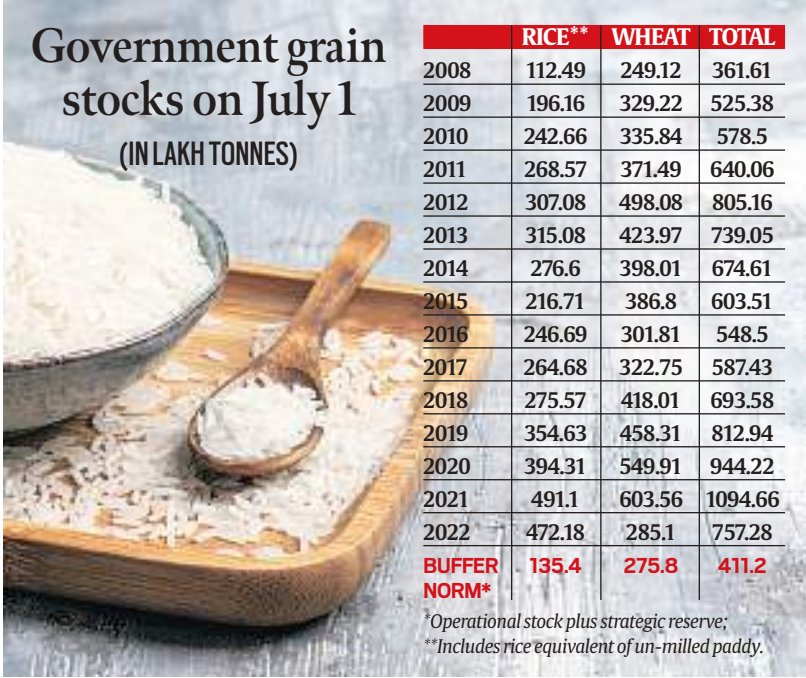 Government grain
stocks on July 1
(IN LAKH TONNES)
RICE** WHEAT TOTAL
2008 112.49 249.12 361.61
2009 196.16 329.22 525.38
2010 242.66 335.84 578.5
2011 268.57 371.49 640.06
2012 307.08 498.08 805.16
2013 315.08 423.97 739.05
2014 276.6 398.01 674.61
2015 216.71 386.8 603.51
2016 246.69 301.81 548.5
2017 264.68 322.75 587.43
2018 275.57 418.01 693.58
2019 354.63 458.31 812.94
2020 394.31 549.91 944.22
2021 491.1 603.56 1094.66
2022 472.18 285.1 757.28
BUFFER 135.4 275.8 411.2
NORM*
*Operational stock plus strategic reserve;
**Includes rice equivalent of un-milled paddy.